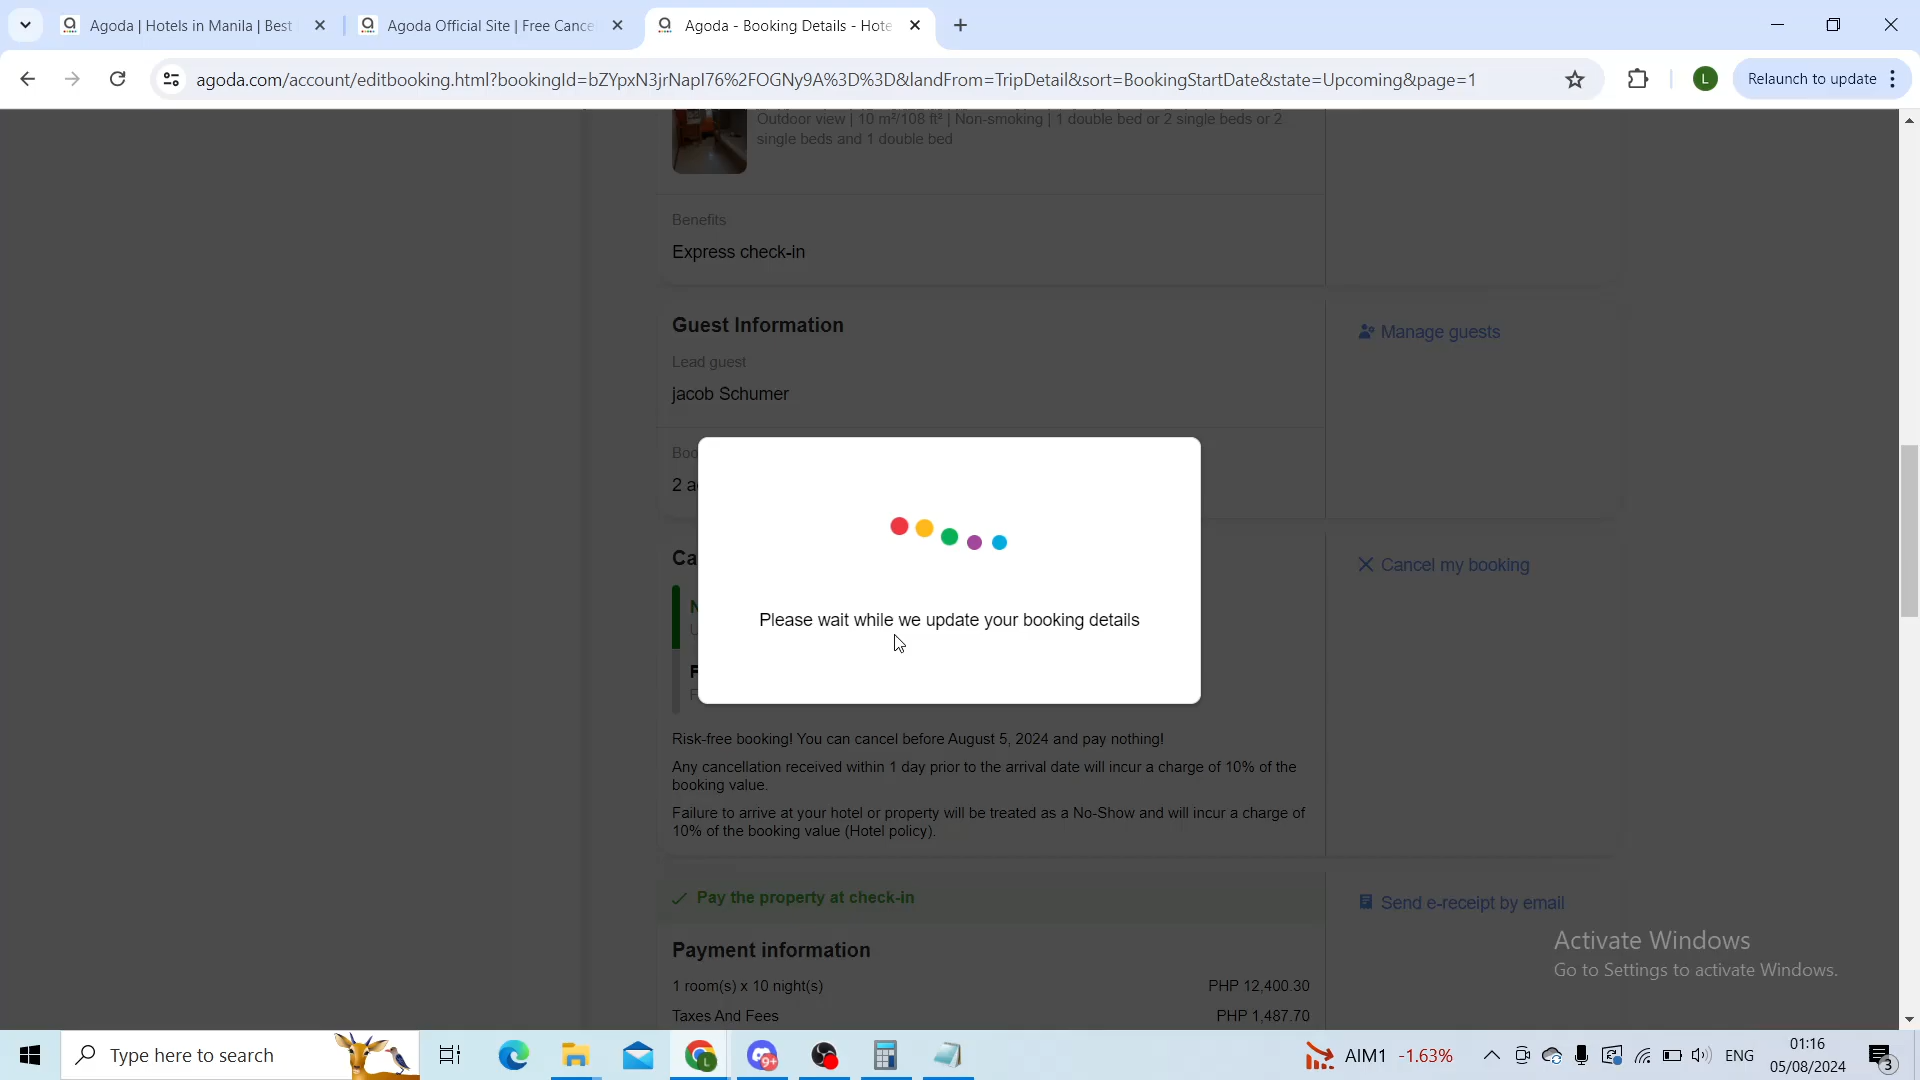 Agoda | Hotels in Manila | Best
Agoda Official Site | Free Cance
Agoda - Booking Details - Hote
agoda.com/account/editbooking.html?bookingId=bZYpxN3jrNapI76%2FOGNy9A%3D%3D&landFrom=TripDetail&sort=BookingStartDate&state=Upcoming&page=1
L
Relaunch to update
Outdoor view | 10 m²/108 ft² | Non-smoking | 1 double bed or 2 single beds or 2
single beds and 1 double bed
Benefits
Express check-in
Guest Information
Manage guests
Lead guest
jacob Schumer
Boo
2 a
Ca
Cancel my booking
Please wait while we update your booking details
Risk-free booking! You can cancel before August 5, 2024 and pay nothing!
Any cancellation received within 1 day prior to the arrival date will incur a charge of 10% of the
booking value.
Failure to arrive at your hotel or property will be treated as a No-Show and will incur a charge of
10% of the booking value (Hotel policy).
Pay the property at check-in
Send e-receipt by email
Payment information
1 room(s) x 10 night(s)
PHP 12,400.30
Taxes And Fees
PHP 1,487.70
Activate Windows
Go to Settings to activate Windows.
Type here to search
9+
AIM1 -1.63%
ENG
01:16
05/08/2024
3